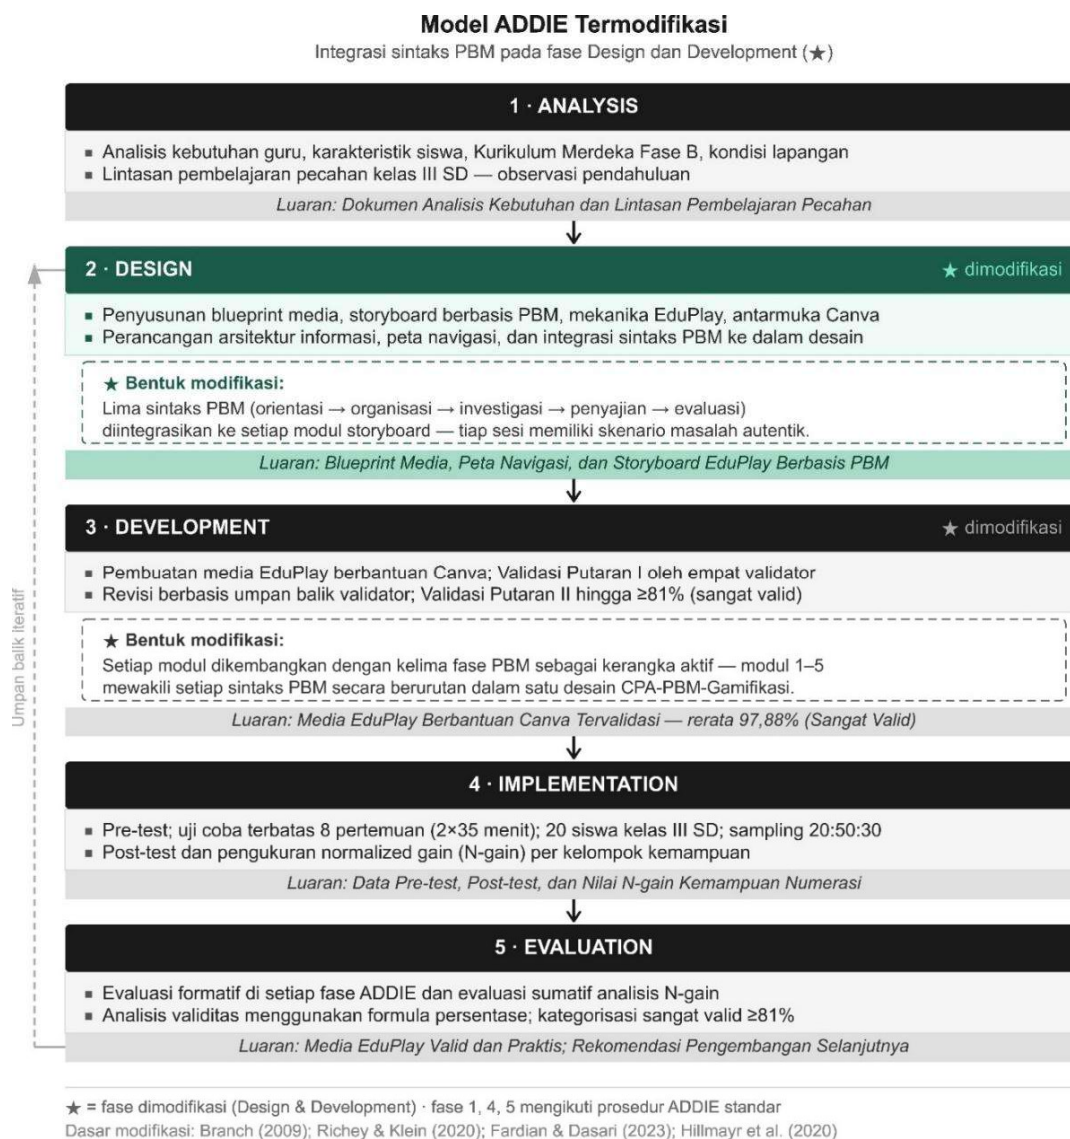 Model ADDIE Termodifikasi
Integrasi sintaks PBM pada fase Design dan Development (★)
1 · ANALYSIS
▪ Analisis kebutuhan guru, karakteristik siswa, Kurikulum Merdeka Fase B, kondisi lapangan
▪ Lintasan pembelajaran pecahan kelas III SD — observasi pendahuluan
Luaran: Dokumen Analisis Kebutuhan dan Lintasan Pembelajaran Pecahan
2 · DESIGN ★ dimodifikasi
▪ Penyusunan blueprint media, storyboard berbasis PBM, mekanika EduPlay, antarmuka Canva
▪ Perancangan arsitektur informasi, peta navigasi, dan integrasi sintaks PBM ke dalam desain
★ Bentuk modifikasi:
Lima sintaks PBM (orientasi → organisasi → investigasi → penyajian → evaluasi)
diintegrasikan ke setiap modul storyboard — tiap sesi memiliki skenario masalah autentik.
Luaran: Blueprint Media, Peta Navigasi, dan Storyboard EduPlay Berbasis PBM
3 · DEVELOPMENT ★ dimodifikasi
▪ Pembuatan media EduPlay berbantuan Canva; Validasi Putaran I oleh empat validator
▪ Revisi berbasis umpan balik validator; Validasi Putaran II hingga ≥81% (sangat valid)
★ Bentuk modifikasi:
Setiap modul dikembangkan dengan kelima fase PBM sebagai kerangka aktif — modul 1–5
mewakili setiap sintaks PBM secara berurutan dalam satu desain CPA-PBM-Gamifikasi.
Luaran: Media EduPlay Berbantuan Canva Tervalidasi — rerata 97,88% (Sangat Valid)
Umpan balik iteratif
4 · IMPLEMENTATION
▪ Pre-test; uji coba terbatas 8 pertemuan (2×35 menit); 20 siswa kelas III SD; sampling 20:50:30
▪ Post-test dan pengukuran normalized gain (N-gain) per kelompok kemampuan
Luaran: Data Pre-test, Post-test, dan Nilai N-gain Kemampuan Numerasi
5 · EVALUATION
▪ Evaluasi formatif di setiap fase ADDIE dan evaluasi sumatif analisis N-gain
▪ Analisis validitas menggunakan formula persentase; kategorisasi sangat valid ≥81%
Luaran: Media EduPlay Valid dan Praktis; Rekomendasi Pengembangan Selanjutnya
★ = fase dimodifikasi (Design & Development) · fase 1, 4, 5 mengikuti prosedur ADDIE standar
Dasar modifikasi: Branch (2009); Richey & Klein (2020); Fardian & Dasari (2023); Hillmayr et al. (2020)